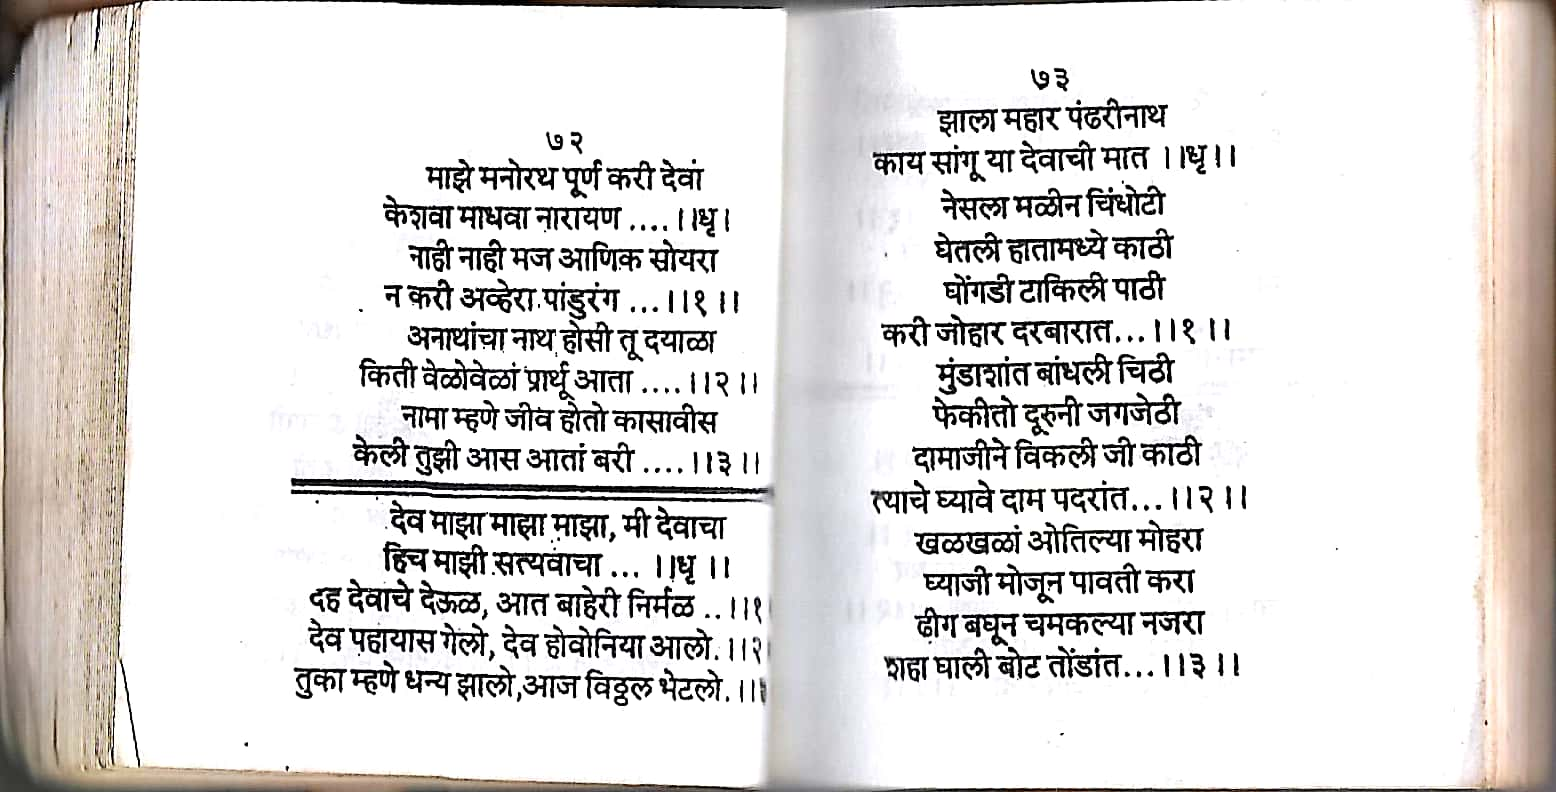 ७२
माझे मनोरथ पूर्ण करी देवां
केशवा माधवा नारायण ....।।धृ।
नाही नाही मज आणिक सोयरा
न करी अव्हेरा पांडुरंग ...।।१।।
अनाथांचा नाथ होसी तू दयाळा
किती वेळोवेळां प्रार्थू आता ....।।२।।
नामा म्हणे जीव होतो कासावीस
केली तुझी आस आतां बरी ....।।३।।
देव माझा माझा माझा, मी देवाचा
हिच माझी सत्यवाचा ... ।।धृ ।।
दह देवाचे देऊळ, आत बाहेरी निर्मळ ..।।१
देव पहायास गेलो, देव होवोनिया आलो.।।२
तुका म्हणे धन्य झालो,आज विठ्ठल भेटलो.।।
७३
झाला महार पंढरीनाथ
काय सांगू या देवाची मात ।।धृ।।
नेसला मळीन चिंधोटी
घेतली हातामध्ये काठी
घोंगडी टाकिली पाठी
करी जोहार दरबारात...।।१।।
मुंडाशांत बांधली चिठी
फेकीतो दूरुनी जगजेठी
दामाजीने विकली जी काठी
त्याचे घ्यावे दाम पदरांत...।।२।।
खळखळां ओतिल्या मोहरा
घ्याजी मोजून पावती करा
ढीग बघून चमकल्या नजरा
शहा घाली बोट तोंडांत...।।३।।